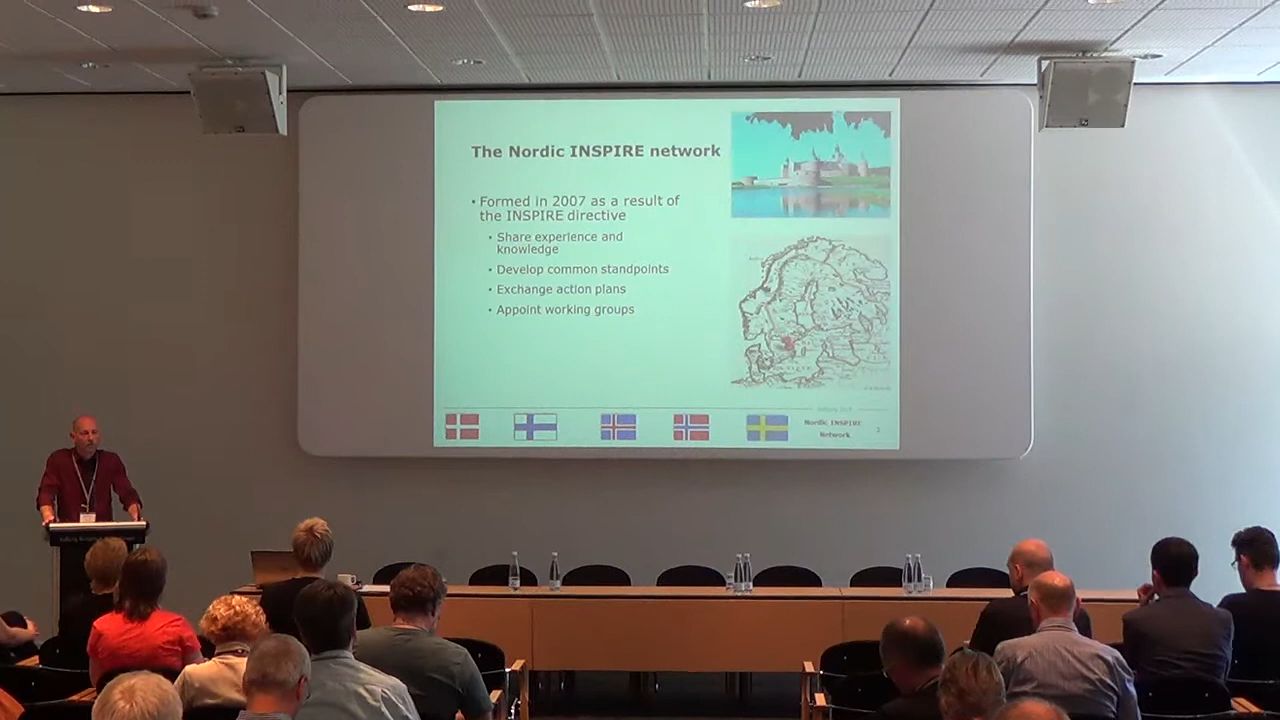 The Nordic INSPIRE network
• Formed in 2007 as a result of
the INSPIRE directive
• Share experience and
knowledge
• Develop common standpoints
• Exchange action plans
• Appoint working groups
Nordic INSPIRE
Network